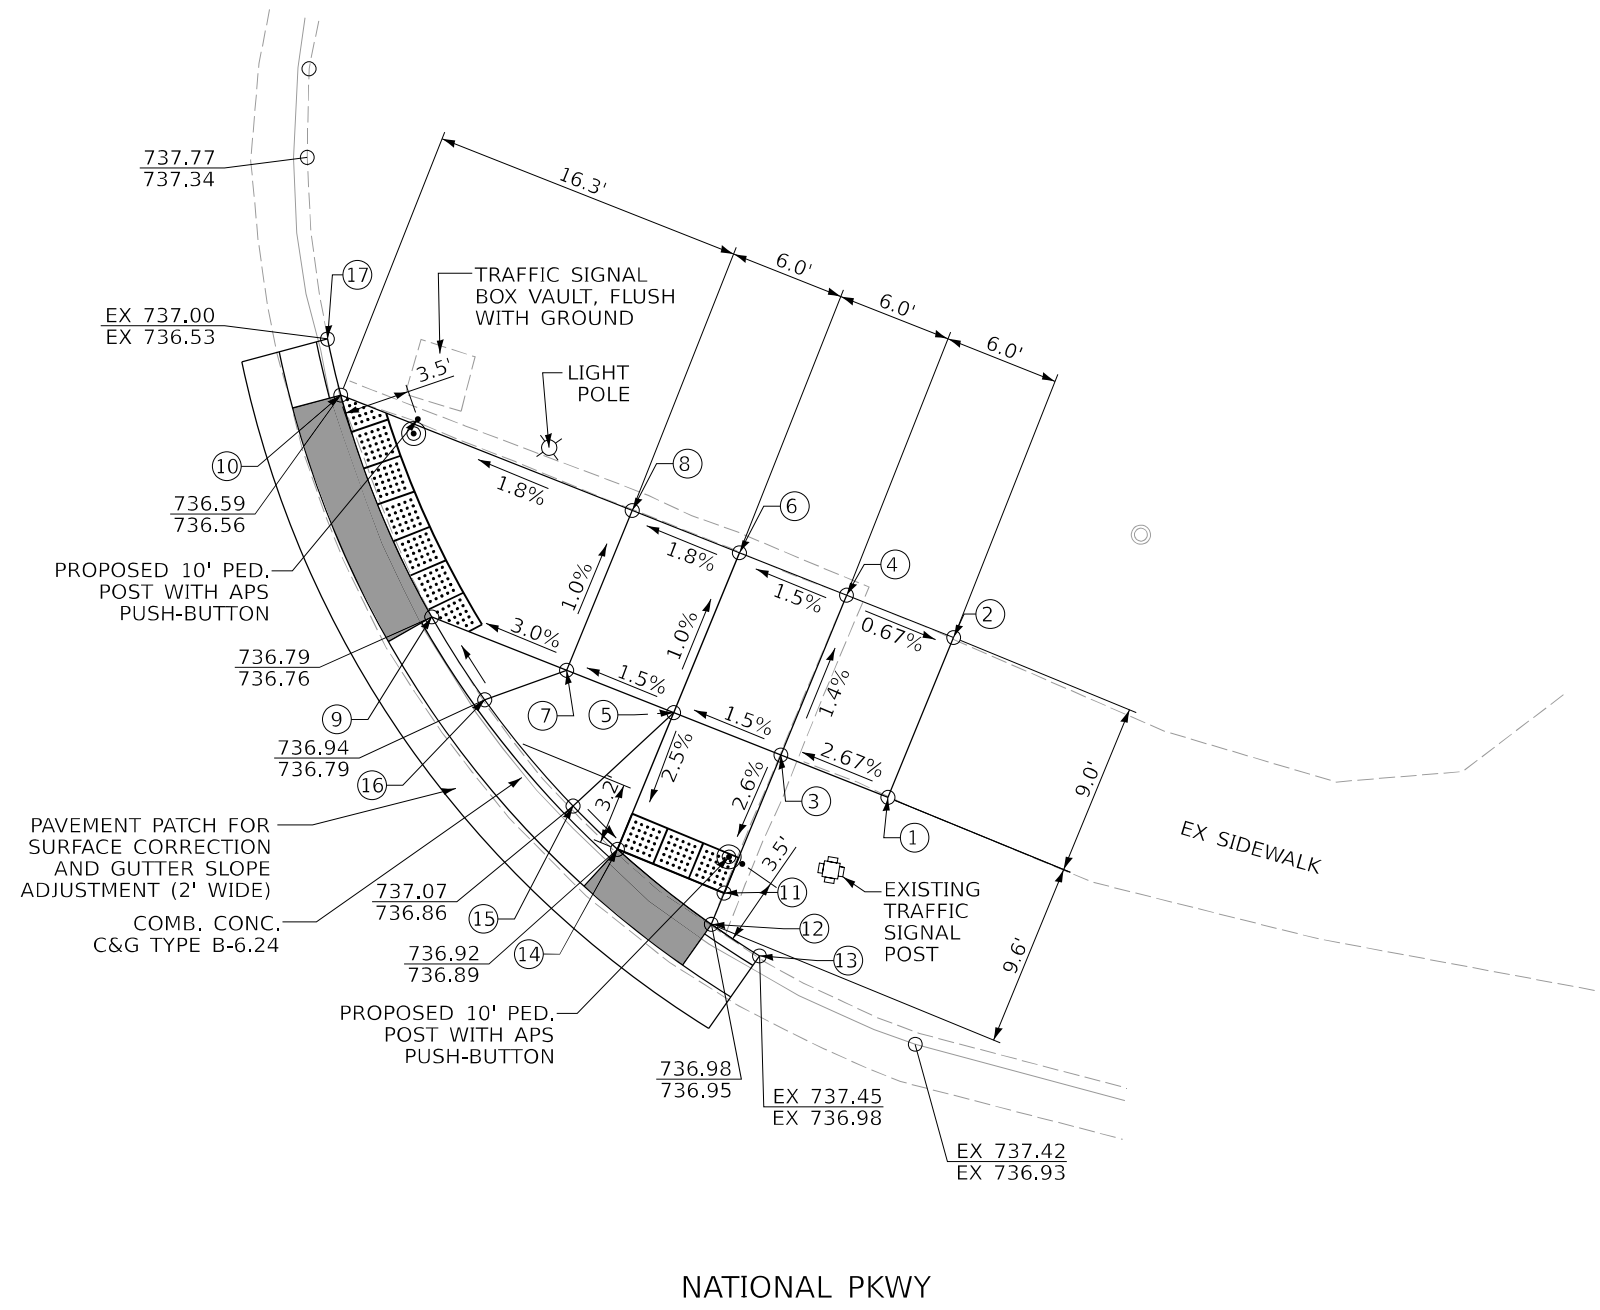 16.3'
6.0'
6.0'
6.0'
737.77
737.34
17
TRAFFIC SIGNAL
BOX VAULT, FLUSH
WITH GROUND
EX 737.00
EX 736.53
3.5'
LIGHT
POLE
10
736.59
736.56
1.8%
8
6
1.8%
4
1.5%
2
0.67%
PROPOSED 10' PED.
POST WITH APS
PUSH-BUTTON
1.0%
3.0%
1.0%
1.4%
736.79
736.76
1.5%
1.5%
2.67%
9
7
5
736.94
736.79
16
2.5%
2.6%
3
1
9.0'
3.2'
3.5'
EX SIDEWALK
PAVEMENT PATCH FOR
SURFACE CORRECTION
AND GUTTER SLOPE
ADJUSTMENT (2' WIDE)
COMB. CONC.
C&G TYPE B-6.24
737.07
736.86
15
736.92
736.89
14
11
12
13
EXISTING
TRAFFIC
SIGNAL
POST
9.6'
PROPOSED 10' PED.
POST WITH APS
PUSH-BUTTON
736.98
736.95
EX 737.45
EX 736.98
EX 737.42
EX 736.93
NATIONAL PKWY